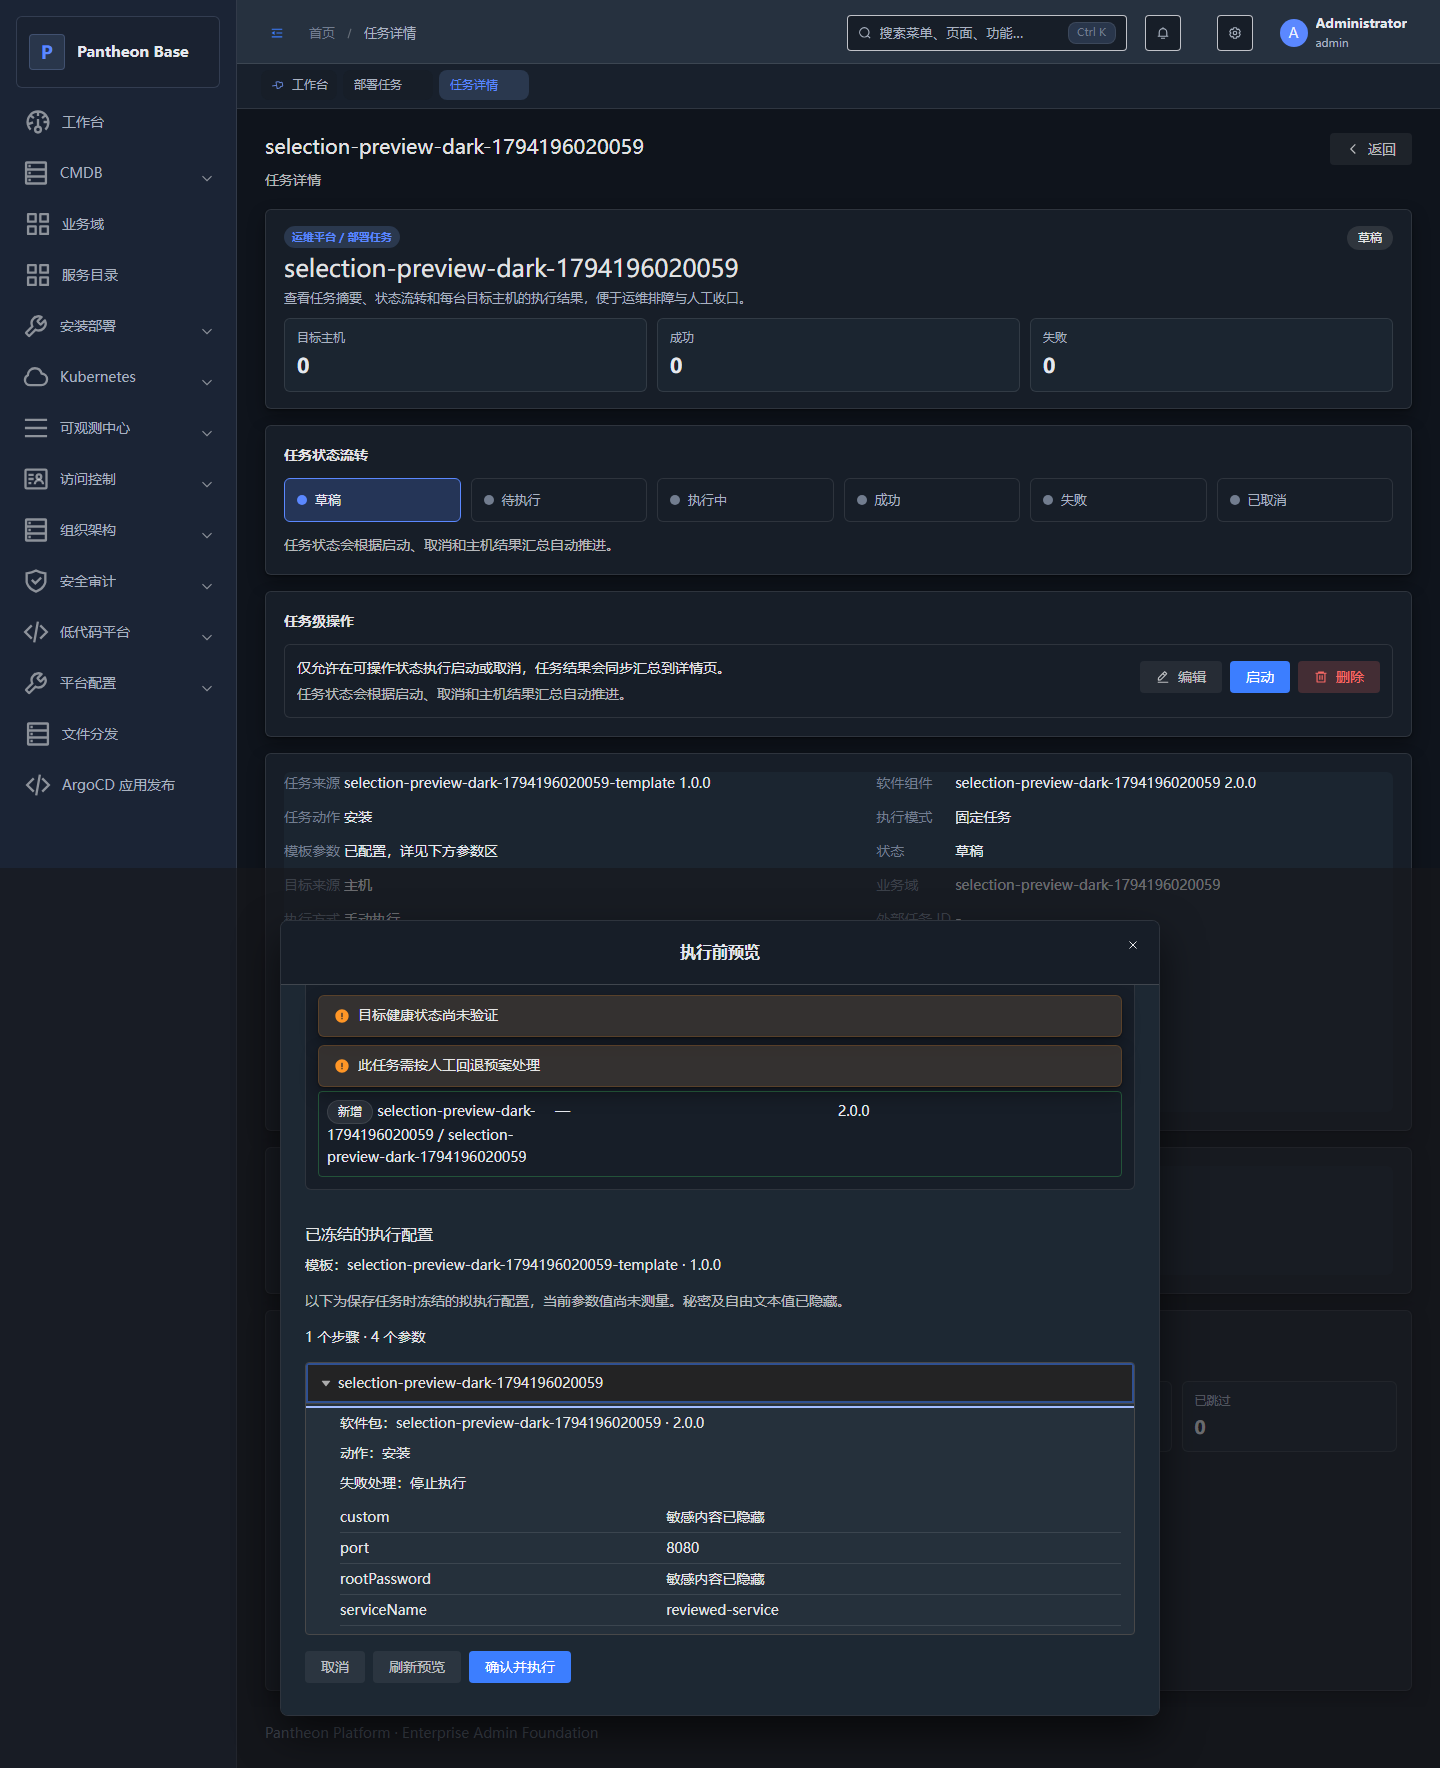 P
Pantheon Base
首页 / 任务详情
搜索菜单、页面、功能...
Ctrl K
A
Administrator
admin
工作台
部署任务
任务详情
工作台
CMDB
业务域
服务目录
安装部署
Kubernetes
可观测中心
访问控制
组织架构
安全审计
低代码平台
平台配置
文件分发
ArgoCD 应用发布
selection-preview-dark-1794196020059
返回
任务详情
运维平台 / 部署任务
草稿
selection-preview-dark-1794196020059
查看任务摘要、状态流转和每台目标主机的执行结果，便于运维排障与人工收口。
目标主机
0
成功
0
失败
0
任务状态流转
草稿
待执行
执行中
成功
失败
已取消
任务状态会根据启动、取消和主机结果汇总自动推进。
任务级操作
仅允许在可操作状态执行启动或取消，任务结果会同步汇总到详情页。
任务状态会根据启动、取消和主机结果汇总自动推进。
编辑
启动
删除
任务来源 selection-preview-dark-1794196020059-template 1.0.0
软件组件 selection-preview-dark-1794196020059 2.0.0
任务动作 安装
执行模式 固定任务
模板参数 已配置，详见下方参数区
状态 草稿
目标来源 主机
业务域 selection-preview-dark-1794196020059
执行方式 手动执行
外部任务 ID -
执行前预览
目标健康状态尚未验证
此任务需按人工回退预案处理
新增 selection-preview-dark- — 2.0.0
1794196020059 / selection-
preview-dark-1794196020059
已冻结的执行配置
模板：selection-preview-dark-1794196020059-template · 1.0.0
以下为保存任务时冻结的拟执行配置，当前参数值尚未测量。秘密及自由文本值已隐藏。
1 个步骤 · 4 个参数
selection-preview-dark-1794196020059
软件包：selection-preview-dark-1794196020059 · 2.0.0
动作：安装
失败处理：停止执行
custom 敏感内容已隐藏
port 8080
rootPassword 敏感内容已隐藏
serviceName reviewed-service
取消
刷新预览
确认并执行
已跳过
0
Pantheon Platform · Enterprise Admin Foundation